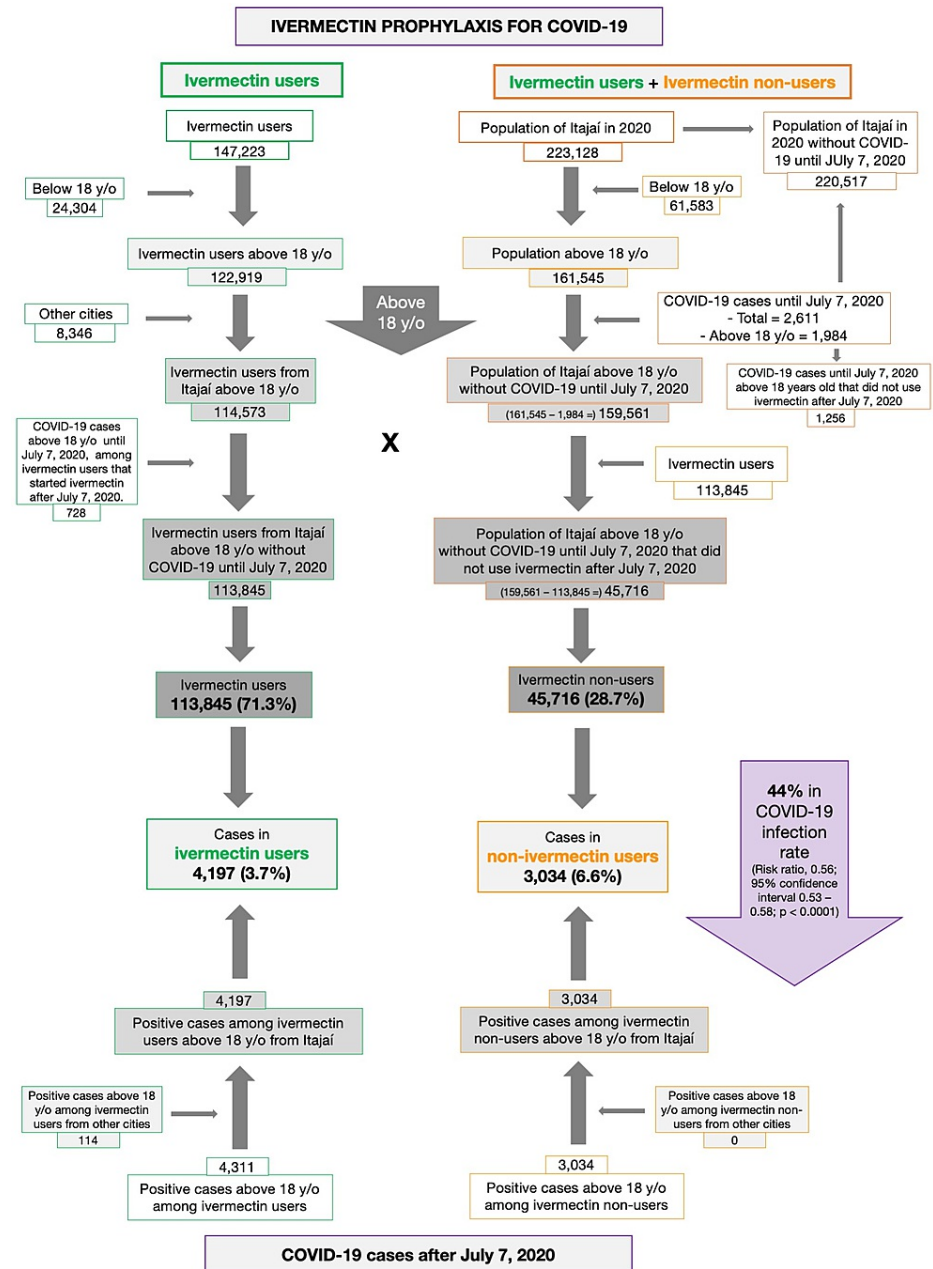 IVERMECTIN PROPHYLAXIS FOR COVID-19
Ivermectin users
Ivermectin users
147,223
Below 18 y/o
24,304
Ivermectin users above 18 y/o
122,919
Other cities
8,346
Ivermectin users from
Itajaí above 18 y/o
114,573
COVID-19 cases
above 18 y/o until
July 7, 2020, among
ivermectin users that
started ivermectin
after July 7, 2020.
728
Ivermectin users from Itajaí
above 18 y/o without
COVID-19 until July 7, 2020
113,845
Ivermectin users
113,845 (71.3%)
Above
18 y/o
X
Ivermectin users + Ivermectin non-users
Population of Itajaí in 2020
223,128
Population of Itajaí in
2020 without COVID-
19 until JUly 7, 2020
220,517
Below 18 y/o
61,583
Population above 18 y/o
161,545
COVID-19 cases until July 7, 2020
- Total = 2,611
- Above 18 y/o = 1,984
COVID-19 cases until July 7, 2020
above 18 years old that did not use
ivermectin after July 7, 2020
1,256
Population of Itajaí above 18 y/o
without COVID-19 until July 7, 2020
(161,545 – 1,984 =) 159,561
Ivermectin users
113,845
Population of Itajaí above 18 y/o
without COVID-19 until July 7, 2020 that did
not use ivermectin after July 7, 2020
(159,561 – 113,845 =) 45,716
Ivermectin non-users
45,716 (28.7%)
Cases in
ivermectin users
4,197 (3.7%)
Cases in
non-ivermectin users
3,034 (6.6%)
44% in
COVID-19
infection
rate
(Risk ratio, 0.56;
95% confidence
interval 0.53 –
0.58; p < 0.0001)
4,197
Positive cases among ivermectin
users above 18 y/o from Itajaí
3,034
Positive cases among ivermectin
non-users above 18 y/o from Itajaí
Positive cases above 18
y/o among ivermectin
users from other cities
114
Positive cases above 18
y/o among ivermectin non-
users from other cities
0
4,311
Positive cases above 18 y/o
among ivermectin users
3,034
Positive cases above 18 y/o
among ivermectin non-users
COVID-19 cases after July 7, 2020